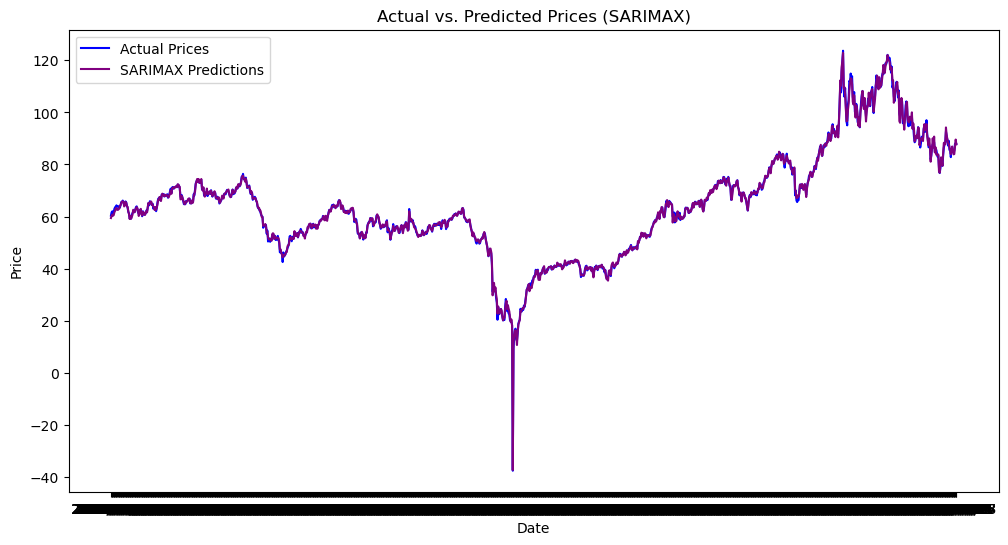 Actual vs. Predicted Prices (SARIMAX)
Actual Prices
SARIMAX Predictions
120
100
80
60
40
20
0
−20
−40
Price
Date